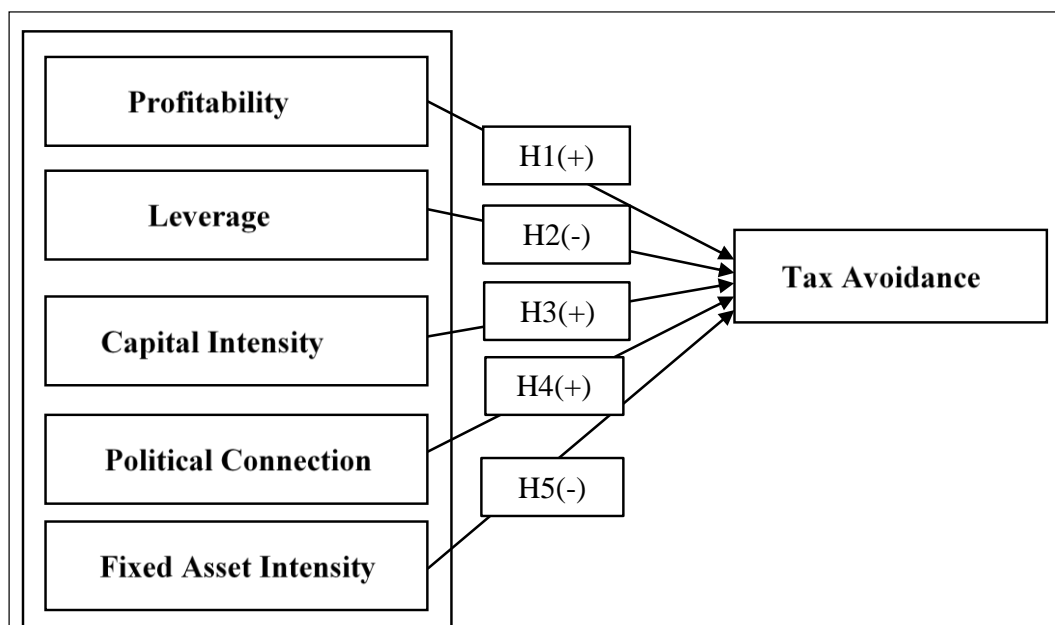 Profitability
H1(+)
Leverage
H2(-)
Tax Avoidance
Capital Intensity
H3(+)
H4(+)
Political Connection
H5(-)
Fixed Asset Intensity